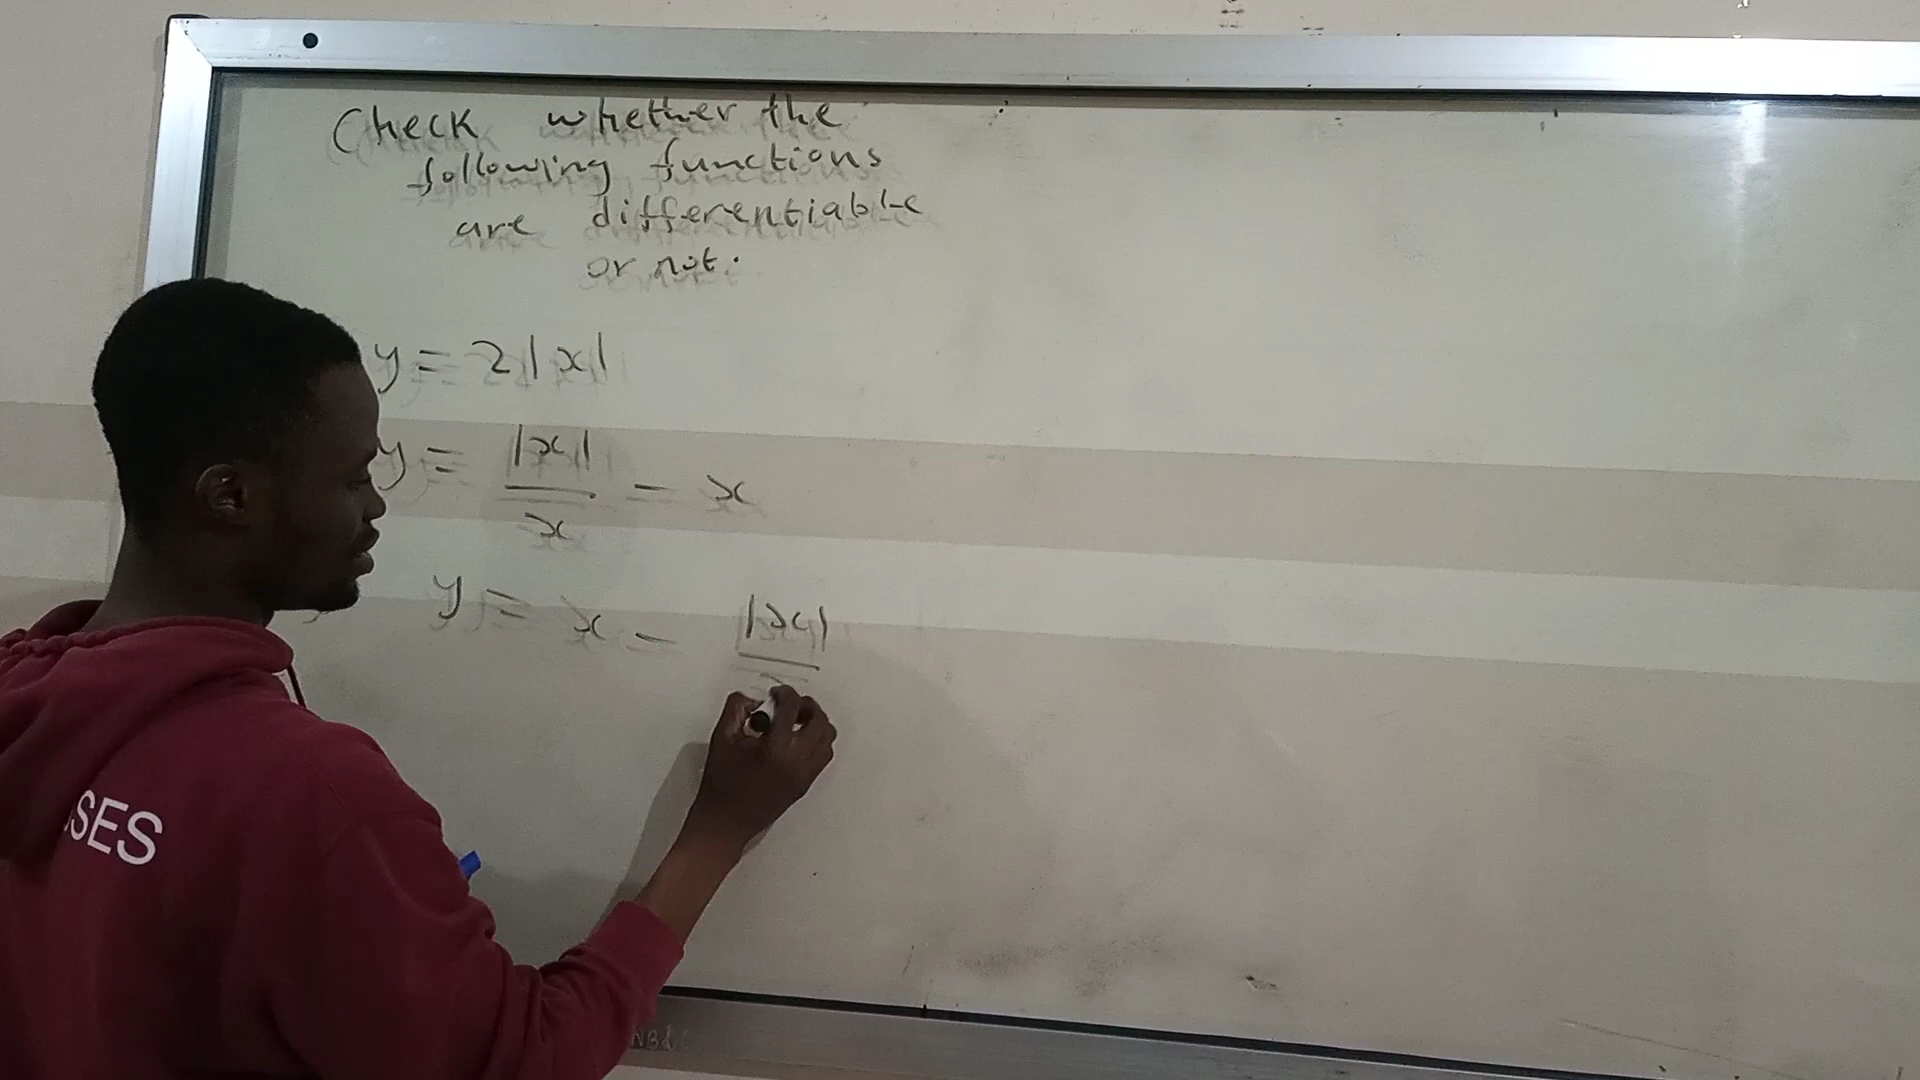 Check whether the
following functions
are differentiable
or not.
y = 2|x|
y = |x|/x - x
y = x - |x|/
SES